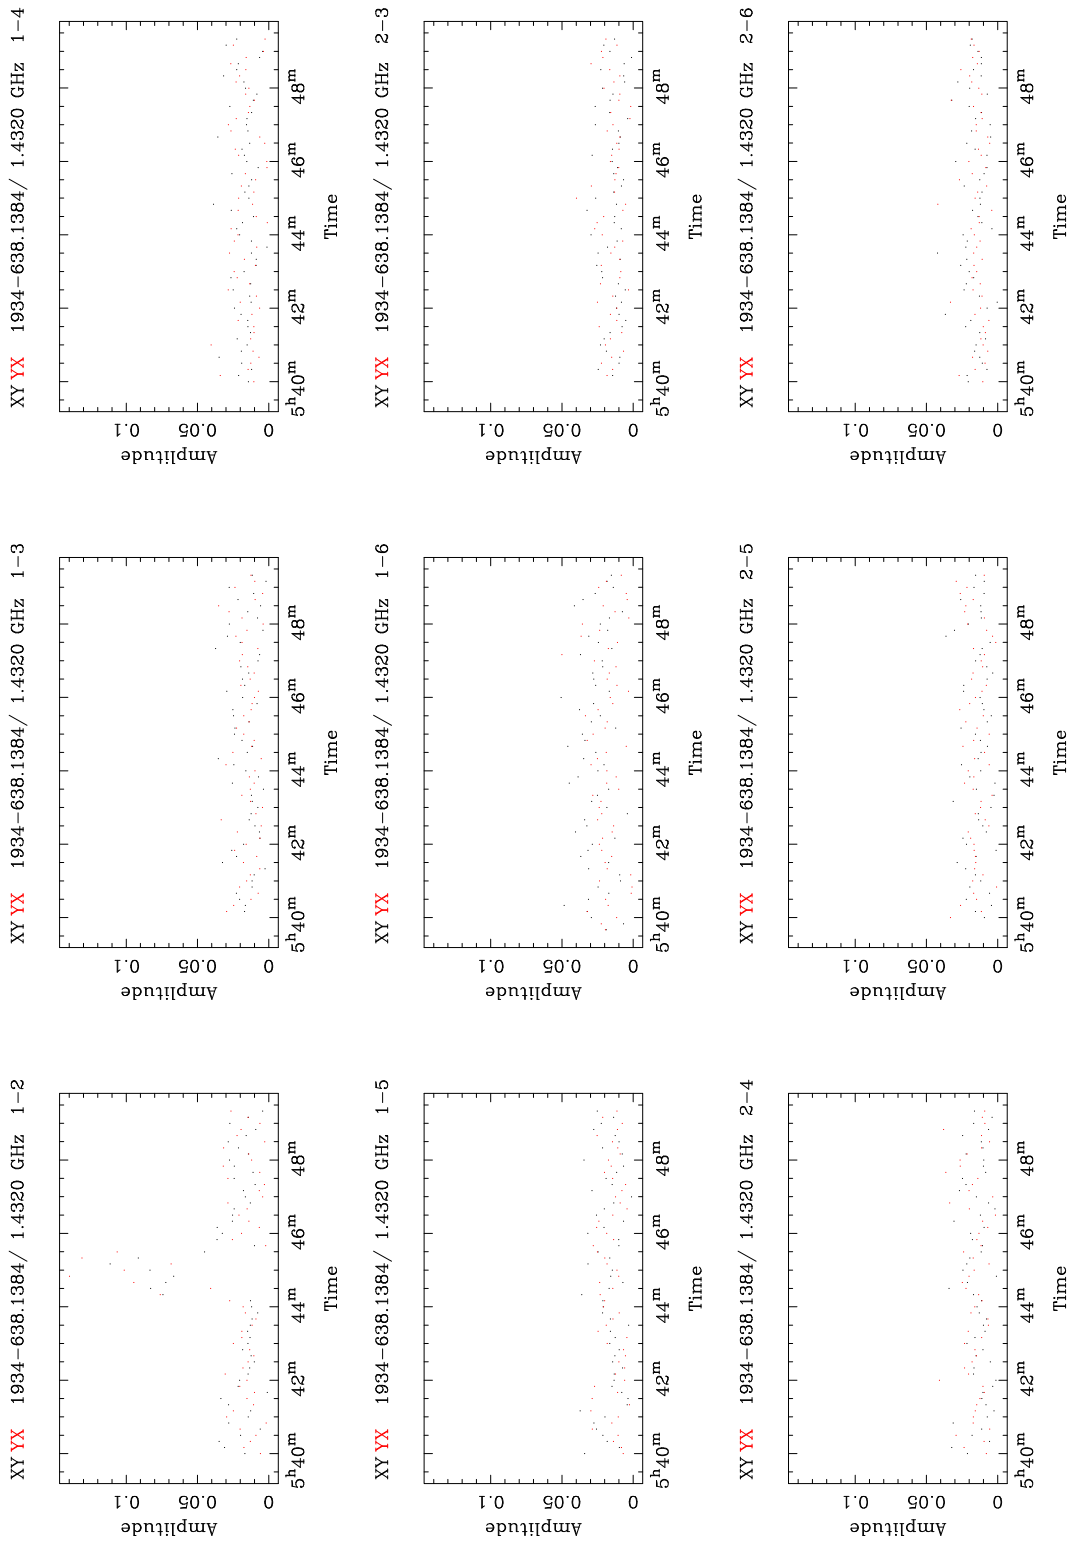 XY YX 1934−638.1384/ 1.4320 GHz 1−2
Amplitude
0 0.05 0.1
5h40m 42m 44m 46m 48m
Time
XY YX 1934−638.1384/ 1.4320 GHz 1−3
Amplitude
0 0.05 0.1
5h40m 42m 44m 46m 48m
Time
XY YX 1934−638.1384/ 1.4320 GHz 1−4
Amplitude
0 0.05 0.1
5h40m 42m 44m 46m 48m
Time
XY YX 1934−638.1384/ 1.4320 GHz 1−5
Amplitude
0 0.05 0.1
5h40m 42m 44m 46m 48m
Time
XY YX 1934−638.1384/ 1.4320 GHz 1−6
Amplitude
0 0.05 0.1
5h40m 42m 44m 46m 48m
Time
XY YX 1934−638.1384/ 1.4320 GHz 2−3
Amplitude
0 0.05 0.1
5h40m 42m 44m 46m 48m
Time
XY YX 1934−638.1384/ 1.4320 GHz 2−4
Amplitude
0 0.05 0.1
5h40m 42m 44m 46m 48m
Time
XY YX 1934−638.1384/ 1.4320 GHz 2−5
Amplitude
0 0.05 0.1
5h40m 42m 44m 46m 48m
Time
XY YX 1934−638.1384/ 1.4320 GHz 2−6
Amplitude
0 0.05 0.1
5h40m 42m 44m 46m 48m
Time